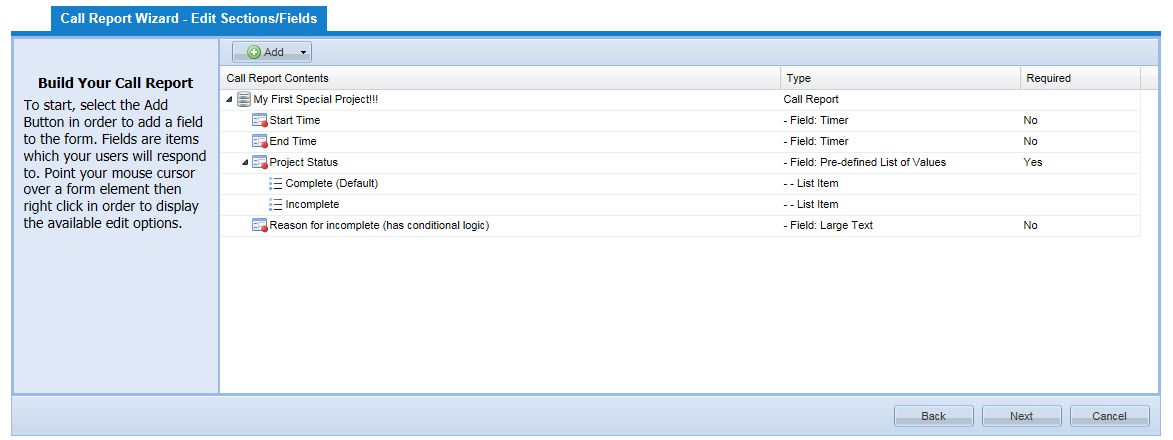 Call Report Wizard - Edit Sections/Fields
Build Your Call Report
To start, select the Add
Button in order to add a field
to the form. Fields are items
which your users will respond
to. Point your mouse cursor
over a form element then
right click in order to display
the available edit options.
Add
Call Report Contents Type Required
My First Special Project!!! Call Report
Start Time - Field: Timer No
End Time - Field: Timer No
Project Status - Field: Pre-defined List of Values Yes
Complete (Default) - - List Item
Incomplete - - List Item
Reason for incomplete (has conditional logic) - Field: Large Text No
Back Next Cancel